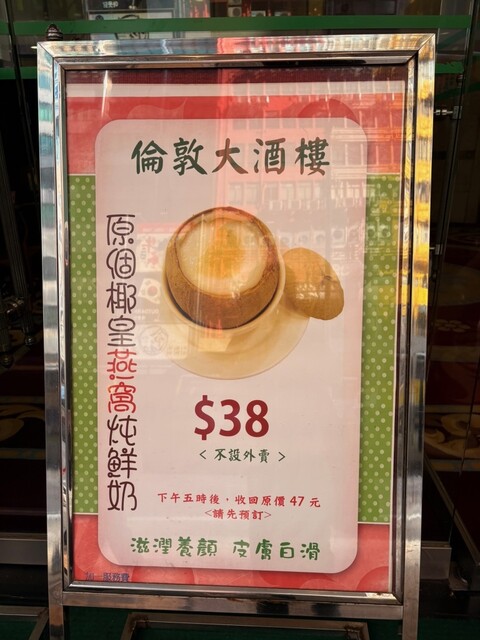 倫敦大酒樓
原個椰皇燕窩炖鮮奶
$38
< 不設外賣 >
下午五時後，收回原價 47 元
<請先預訂>
滋潤養顏 皮膚白滑